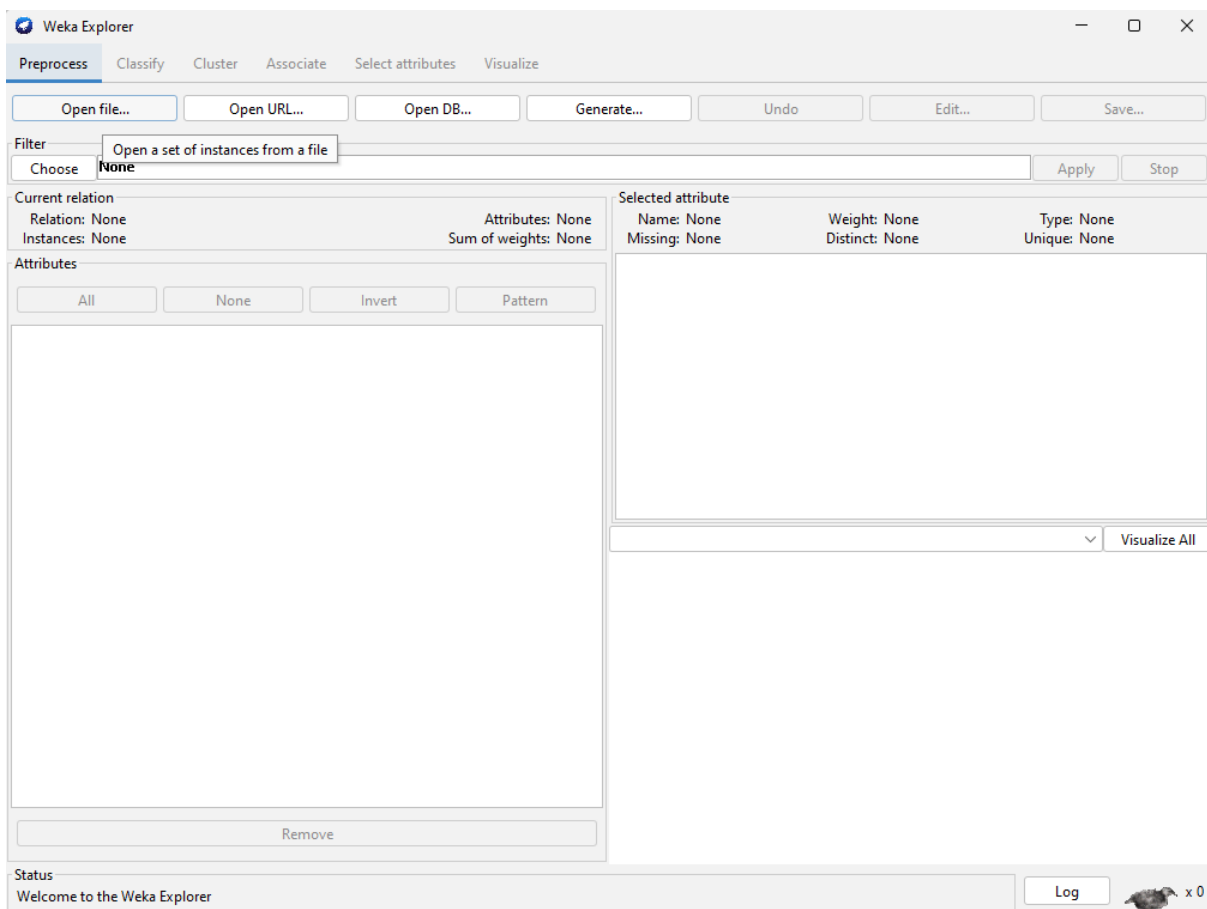 Weka Explorer
Preprocess Classify Cluster Associate Select attributes Visualize
Open file... Open URL... Open DB... Generate... Undo Edit... Save...
Filter
Open a set of instances from a file
Choose None Apply Stop
Current relation
Relation: None Attributes: None
Instances: None Sum of weights: None
Selected attribute
Name: None Weight: None Type: None
Missing: None Distinct: None Unique: None
Attributes
All None Invert Pattern
Visualize All
Remove
Status
Welcome to the Weka Explorer
Log x 0